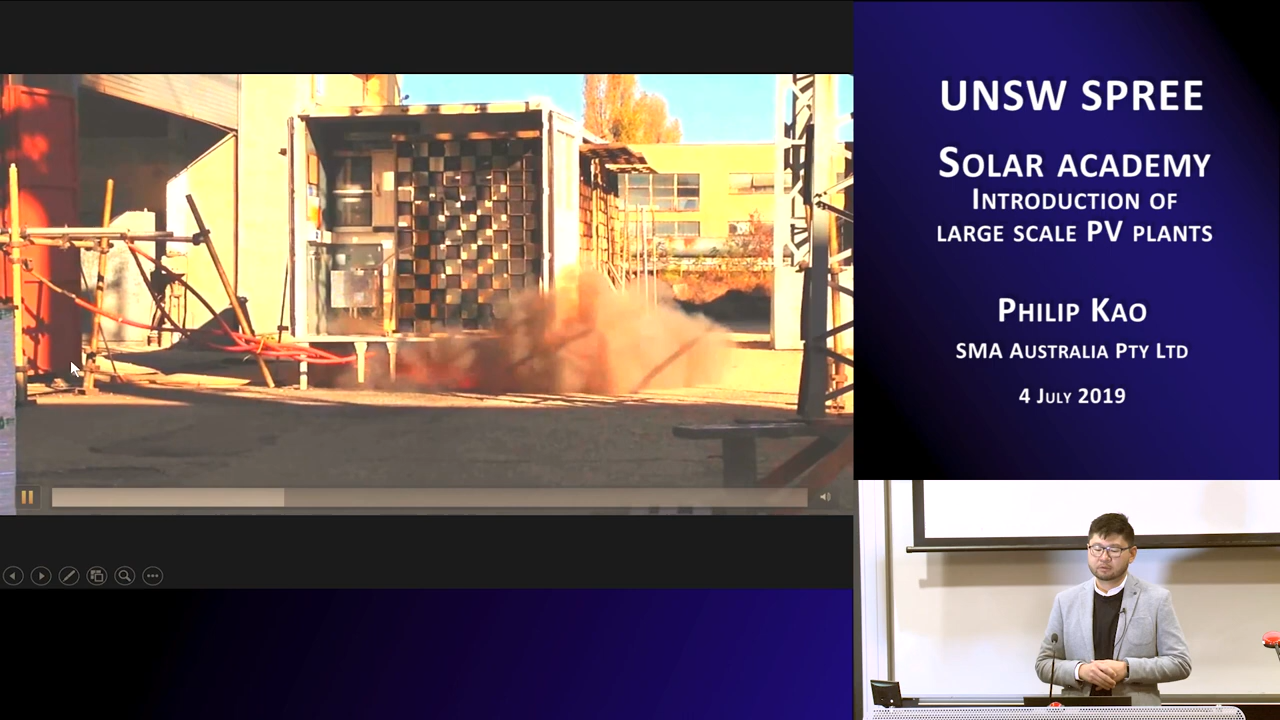 UNSW SPREE
SOLAR ACADEMY
INTRODUCTION OF
LARGE SCALE PV PLANTS
PHILIP KAO
SMA AUSTRALIA PTY LTD
4 JULY 2019